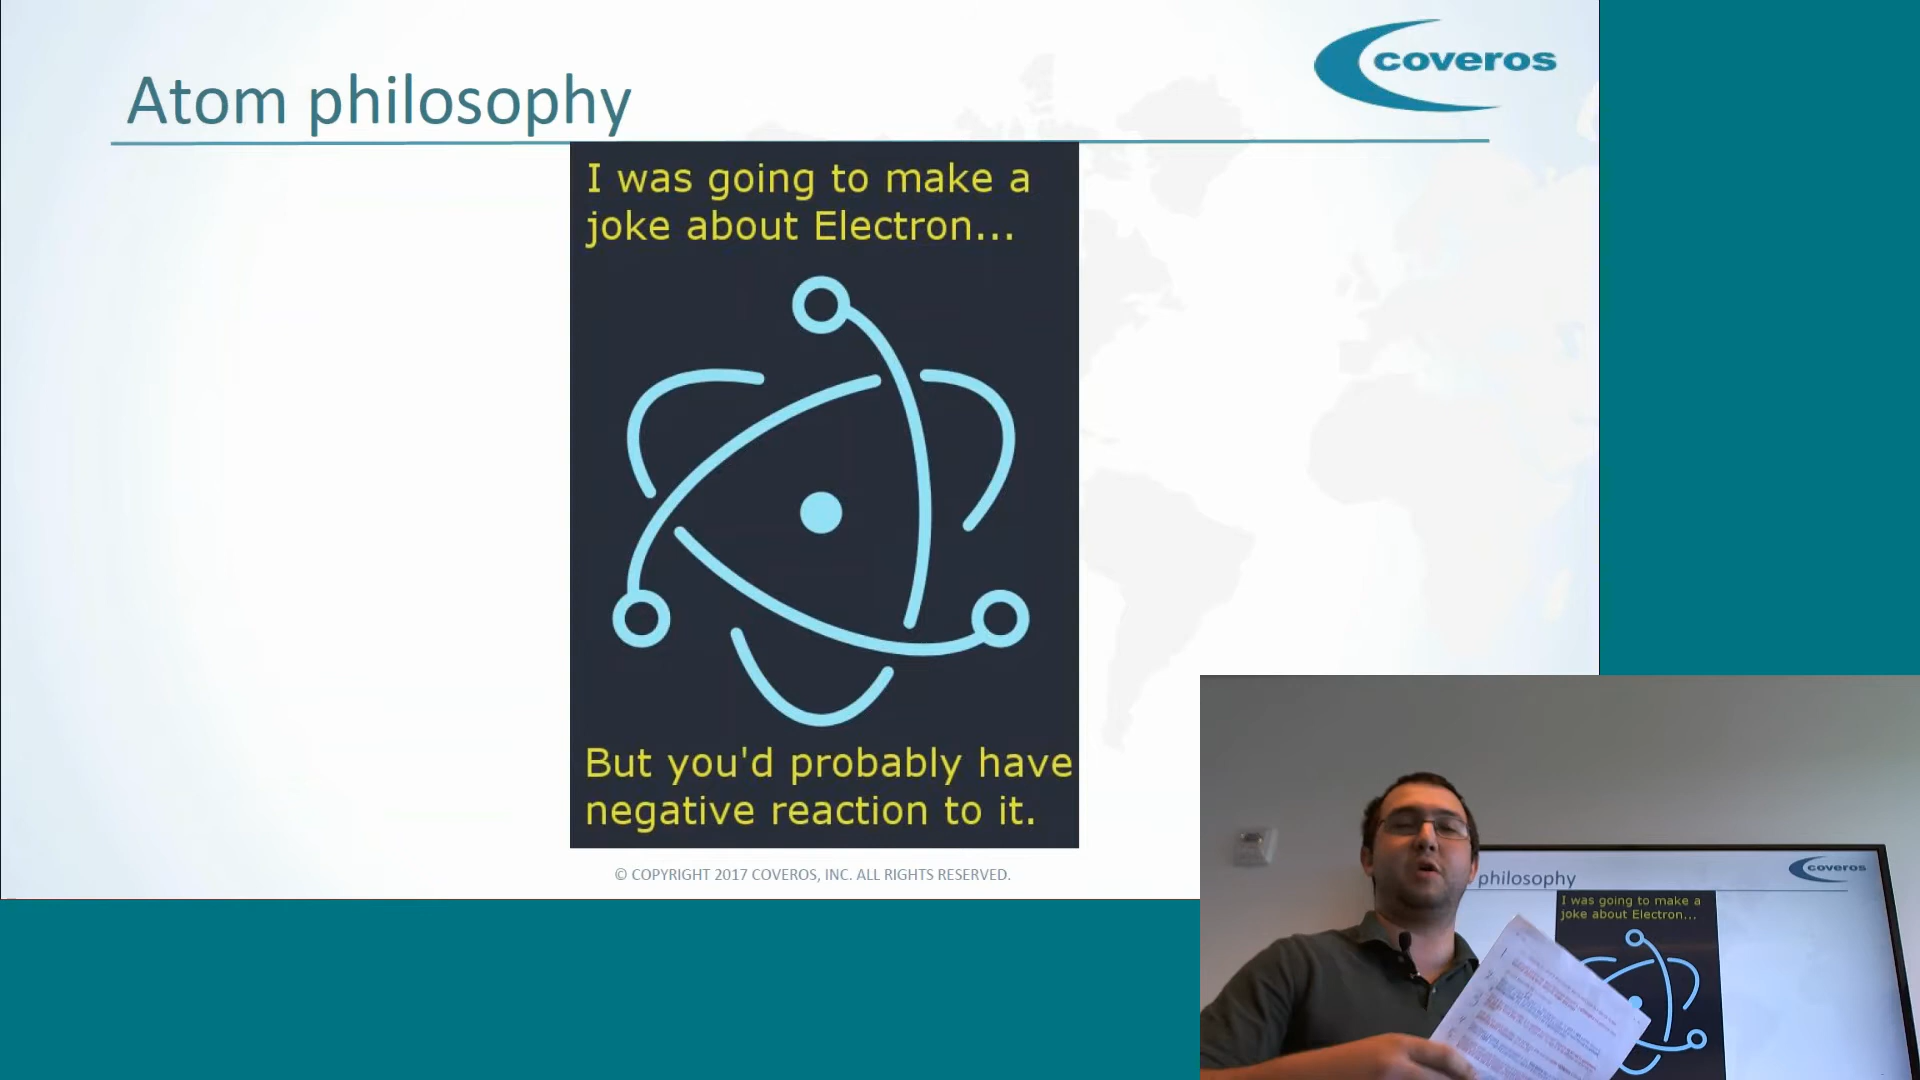 coveros
Atom philosophy
I was going to make a
joke about Electron...
But you'd probably have
negative reaction to it.
© COPYRIGHT 2017 COVEROS, INC. ALL RIGHTS RESERVED.
coveros
philosophy
I was going to make a
joke about Electron...